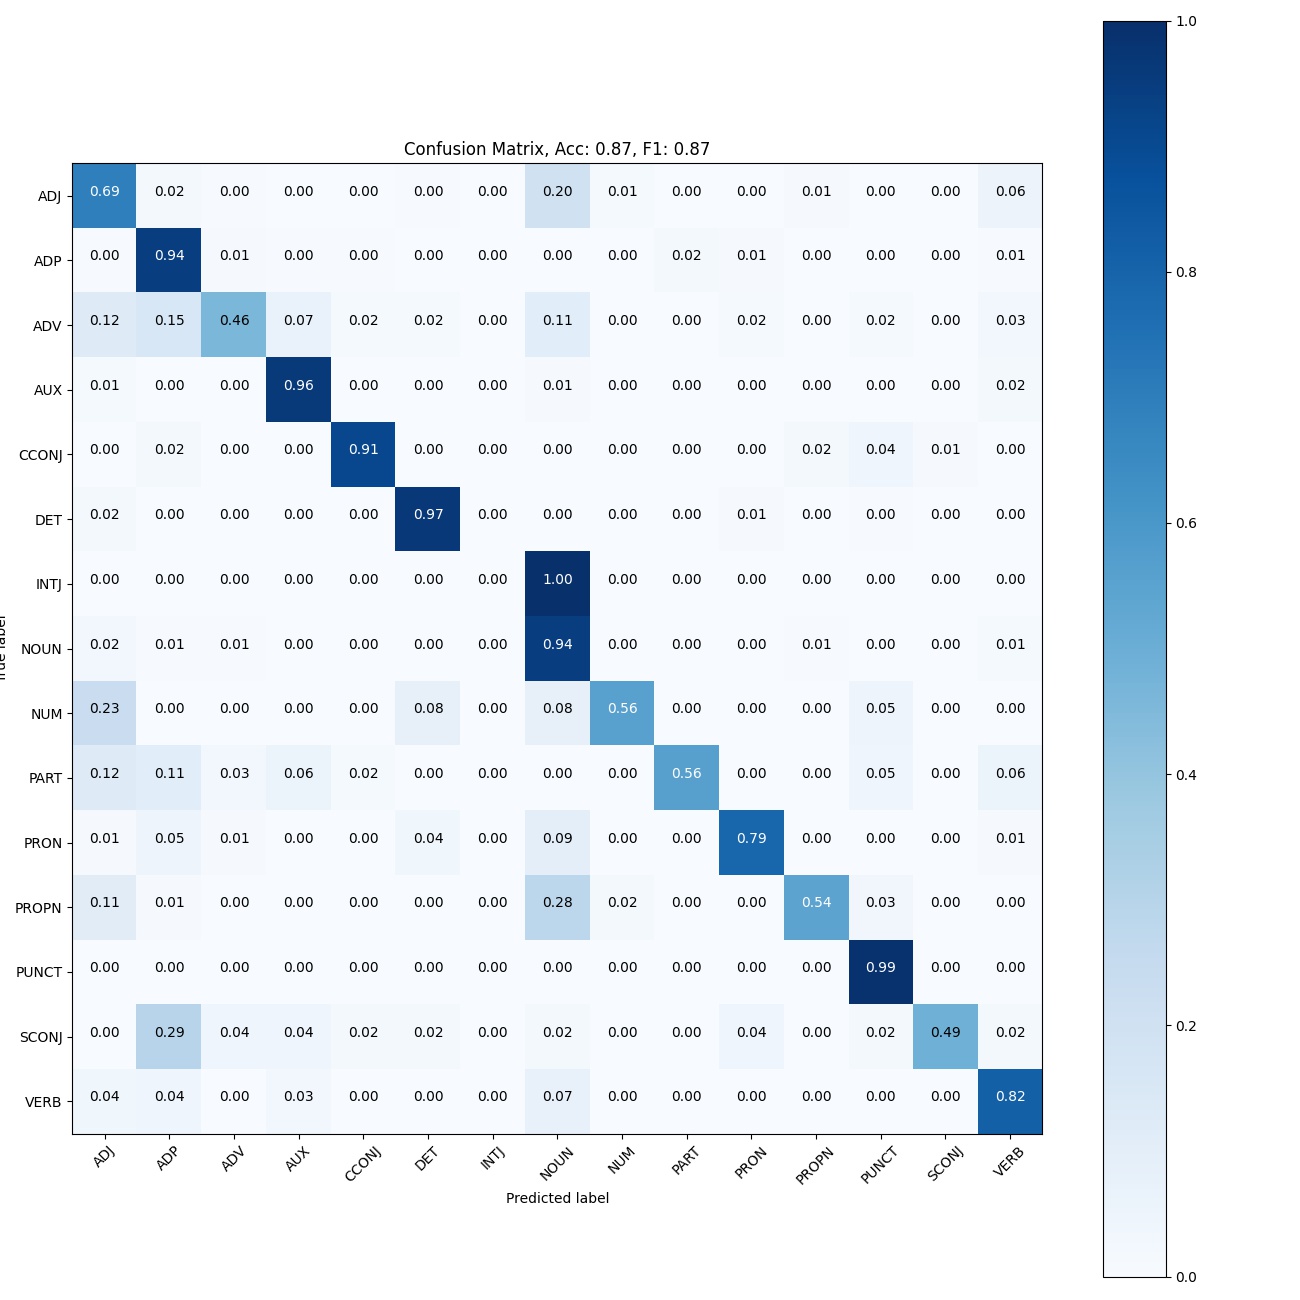 Confusion Matrix, Acc: 0.87, F1: 0.87
ADJ 0.69 0.02 0.00 0.00 0.00 0.00 0.00 0.20 0.01 0.00 0.00 0.01 0.00 0.00 0.06
ADP 0.00 0.94 0.01 0.00 0.00 0.00 0.00 0.00 0.00 0.02 0.01 0.00 0.00 0.00 0.01
ADV 0.12 0.15 0.46 0.07 0.02 0.02 0.00 0.11 0.00 0.00 0.02 0.00 0.02 0.00 0.03
AUX 0.01 0.00 0.00 0.96 0.00 0.00 0.00 0.01 0.00 0.00 0.00 0.00 0.00 0.00 0.02
CCONJ 0.00 0.02 0.00 0.00 0.91 0.00 0.00 0.00 0.00 0.00 0.00 0.02 0.04 0.01 0.00
DET 0.02 0.00 0.00 0.00 0.00 0.97 0.00 0.00 0.00 0.00 0.01 0.00 0.00 0.00 0.00
INTJ 0.00 0.00 0.00 0.00 0.00 0.00 0.00 1.00 0.00 0.00 0.00 0.00 0.00 0.00 0.00
NOUN 0.02 0.01 0.01 0.00 0.00 0.00 0.00 0.94 0.00 0.00 0.00 0.01 0.00 0.00 0.01
NUM 0.23 0.00 0.00 0.00 0.00 0.08 0.00 0.08 0.56 0.00 0.00 0.00 0.05 0.00 0.00
PART 0.12 0.11 0.03 0.06 0.02 0.00 0.00 0.00 0.00 0.56 0.00 0.00 0.05 0.00 0.06
PRON 0.01 0.05 0.01 0.00 0.00 0.04 0.00 0.09 0.00 0.00 0.79 0.00 0.00 0.00 0.01
PROPN 0.11 0.01 0.00 0.00 0.00 0.00 0.00 0.28 0.02 0.00 0.00 0.54 0.03 0.00 0.00
PUNCT 0.00 0.00 0.00 0.00 0.00 0.00 0.00 0.00 0.00 0.00 0.00 0.00 0.99 0.00 0.00
SCONJ 0.00 0.29 0.04 0.04 0.02 0.02 0.00 0.02 0.00 0.00 0.04 0.00 0.02 0.49 0.02
VERB 0.04 0.04 0.00 0.03 0.00 0.00 0.00 0.07 0.00 0.00 0.00 0.00 0.00 0.00 0.82
ADJ ADP ADV AUX CCONJ DET INTJ NOUN NUM PART PRON PROPN PUNCT SCONJ VERB
Predicted label
1.0
0.8
0.6
0.4
0.2
0.0